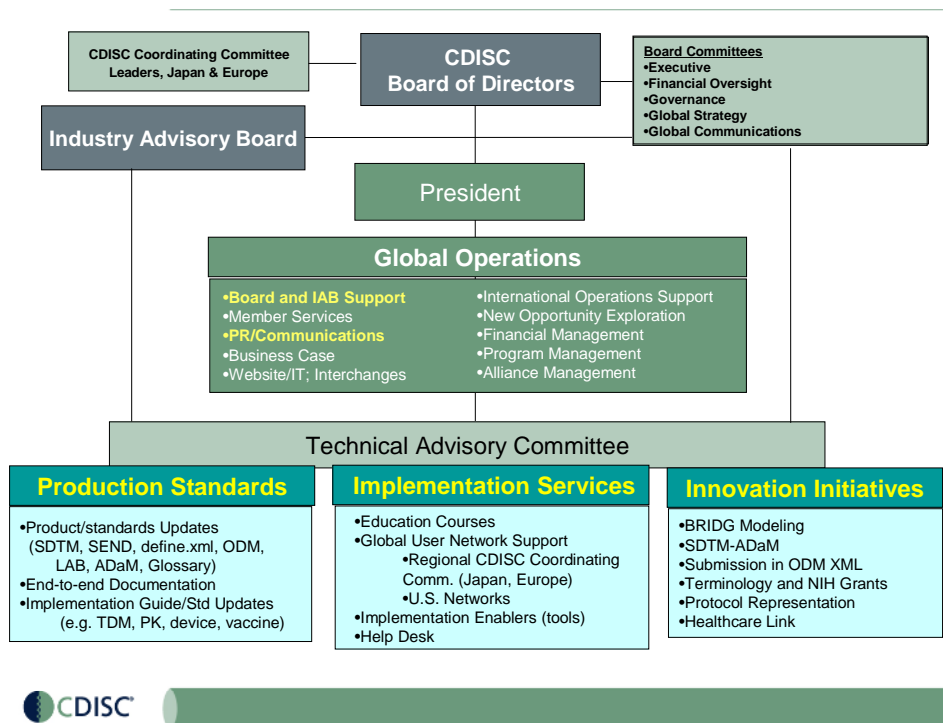 CDISC Coordinating Committee
Leaders, Japan & Europe
CDISC
Board of Directors
Board Committees
•Executive
•Financial Oversight
•Governance
•Global Strategy
•Global Communications
Industry Advisory Board
President
Global Operations
•Board and IAB Support
•Member Services
•PR/Communications
•Business Case
•Website/IT; Interchanges
•International Operations Support
•New Opportunity Exploration
•Financial Management
•Program Management
•Alliance Management
Technical Advisory Committee
Production Standards
•Product/standards Updates
(SDTM, SEND, define.xml, ODM,
LAB, ADaM, Glossary)
•End-to-end Documentation
•Implementation Guide/Std Updates
(e.g. TDM, PK, device, vaccine)
Implementation Services
•Education Courses
•Global User Network Support
•Regional CDISC Coordinating
Comm. (Japan, Europe)
•U.S. Networks
•Implementation Enablers (tools)
•Help Desk
Innovation Initiatives
•BRIDG Modeling
•SDTM-ADaM
•Submission in ODM XML
•Terminology and NIH Grants
•Protocol Representation
•Healthcare Link
CDISC